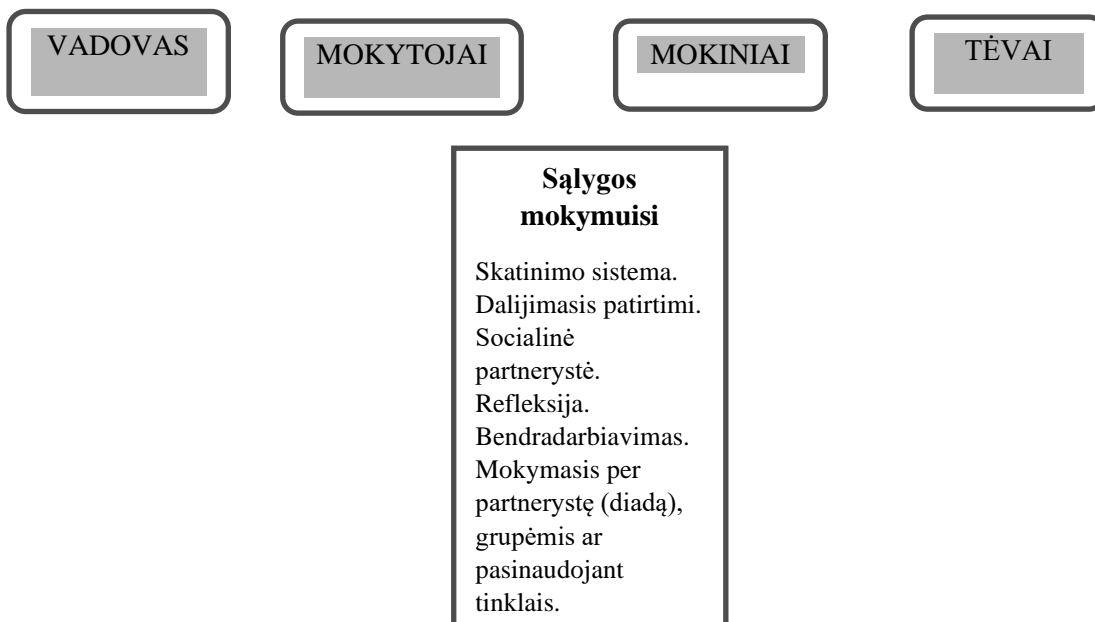 VADOVAS
MOKYTOJAI
MOKINIAI
TĖVAI
Sąlygos
mokymuisi
Skatinimo sistema.
Dalijimasis patirtimi.
Socialinė
partnerystė.
Refleksija.
Bendradarbiavimas.
Mokymasis per
partnerystę (diadą),
grupėmis ar
pasinaudojant
tinklais.